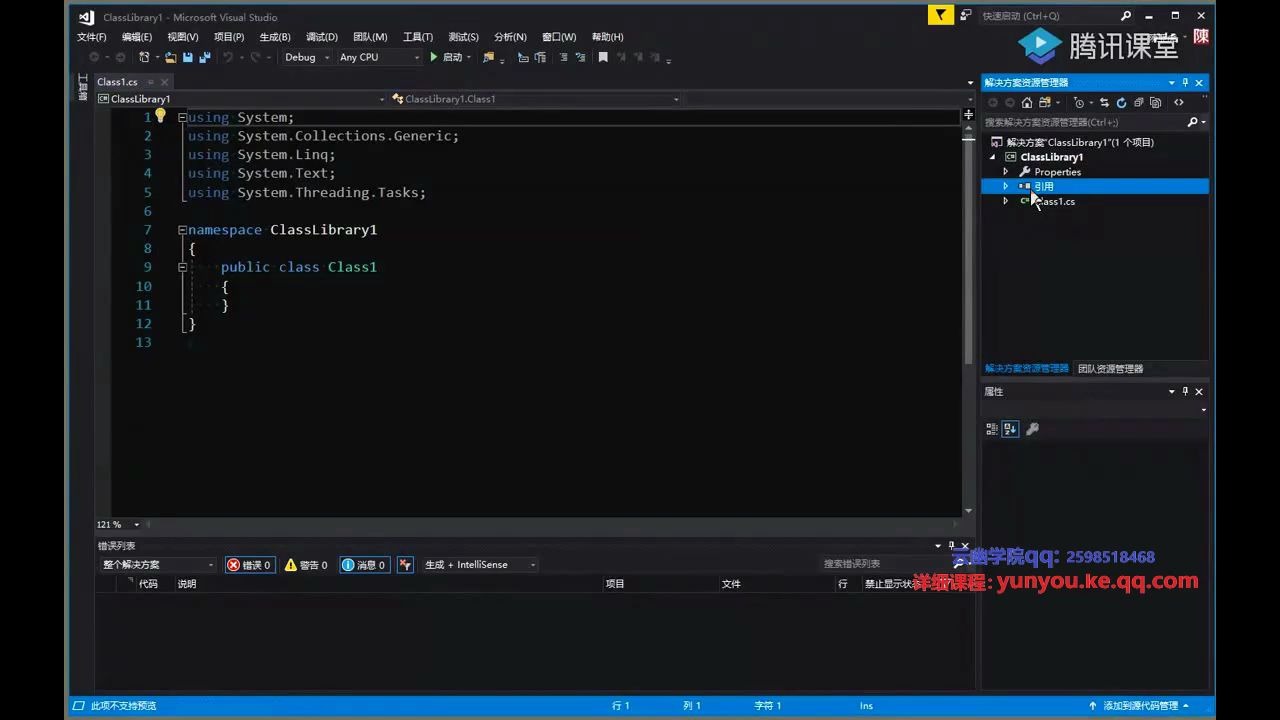 ClassLibrary1 - Microsoft Visual Studio
快速启动 (Ctrl+Q)
文件(F) 编辑(E) 视图(V) 项目(P) 生成(B) 调试(D) 团队(M) 工具(T) 测试(S) 分析(N) 窗口(W) 帮助(H)
陳
腾讯课堂
Debug Any CPU 启动
工具箱
Class1.cs
ClassLibrary1 ClassLibrary1.Class1
1 using System;
2 using System.Collections.Generic;
3 using System.Linq;
4 using System.Text;
5 using System.Threading.Tasks;
6
7 namespace ClassLibrary1
8 {
9 public class Class1
10 {
11 }
12 }
13
121 %
解决方案资源管理器
搜索解决方案资源管理器(Ctrl+;)
解决方案"ClassLibrary1"(1 个项目)
ClassLibrary1
Properties
引用
Class1.cs
解决方案资源管理器 团队资源管理器
属性
错误列表
整个解决方案 错误 0 警告 0 消息 0 生成 + IntelliSense 搜索错误列表
代码 说明 项目 文件 行 禁止显示状态
云幽学院qq: 2598518468
详细课程: yunyou.ke.qq.com
此项不支持预览 行 1 列 1 字符 1 Ins 添加到源代码管理